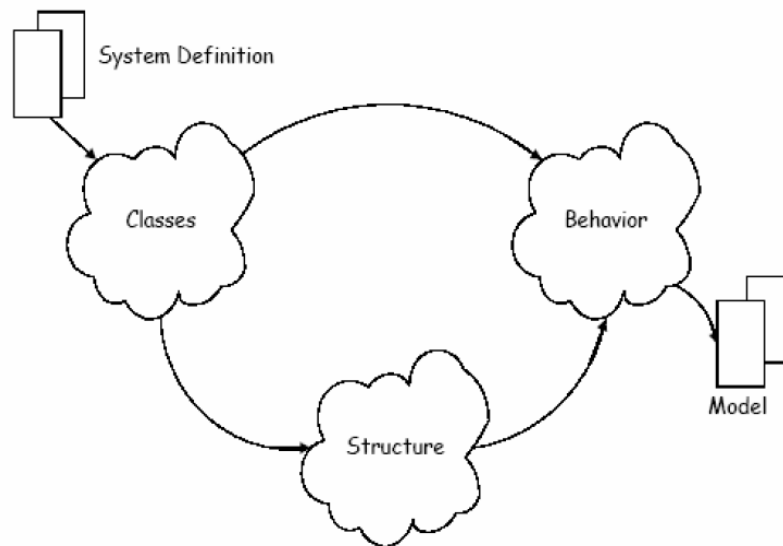 System Definition
Classes
Behavior
Structure
Model